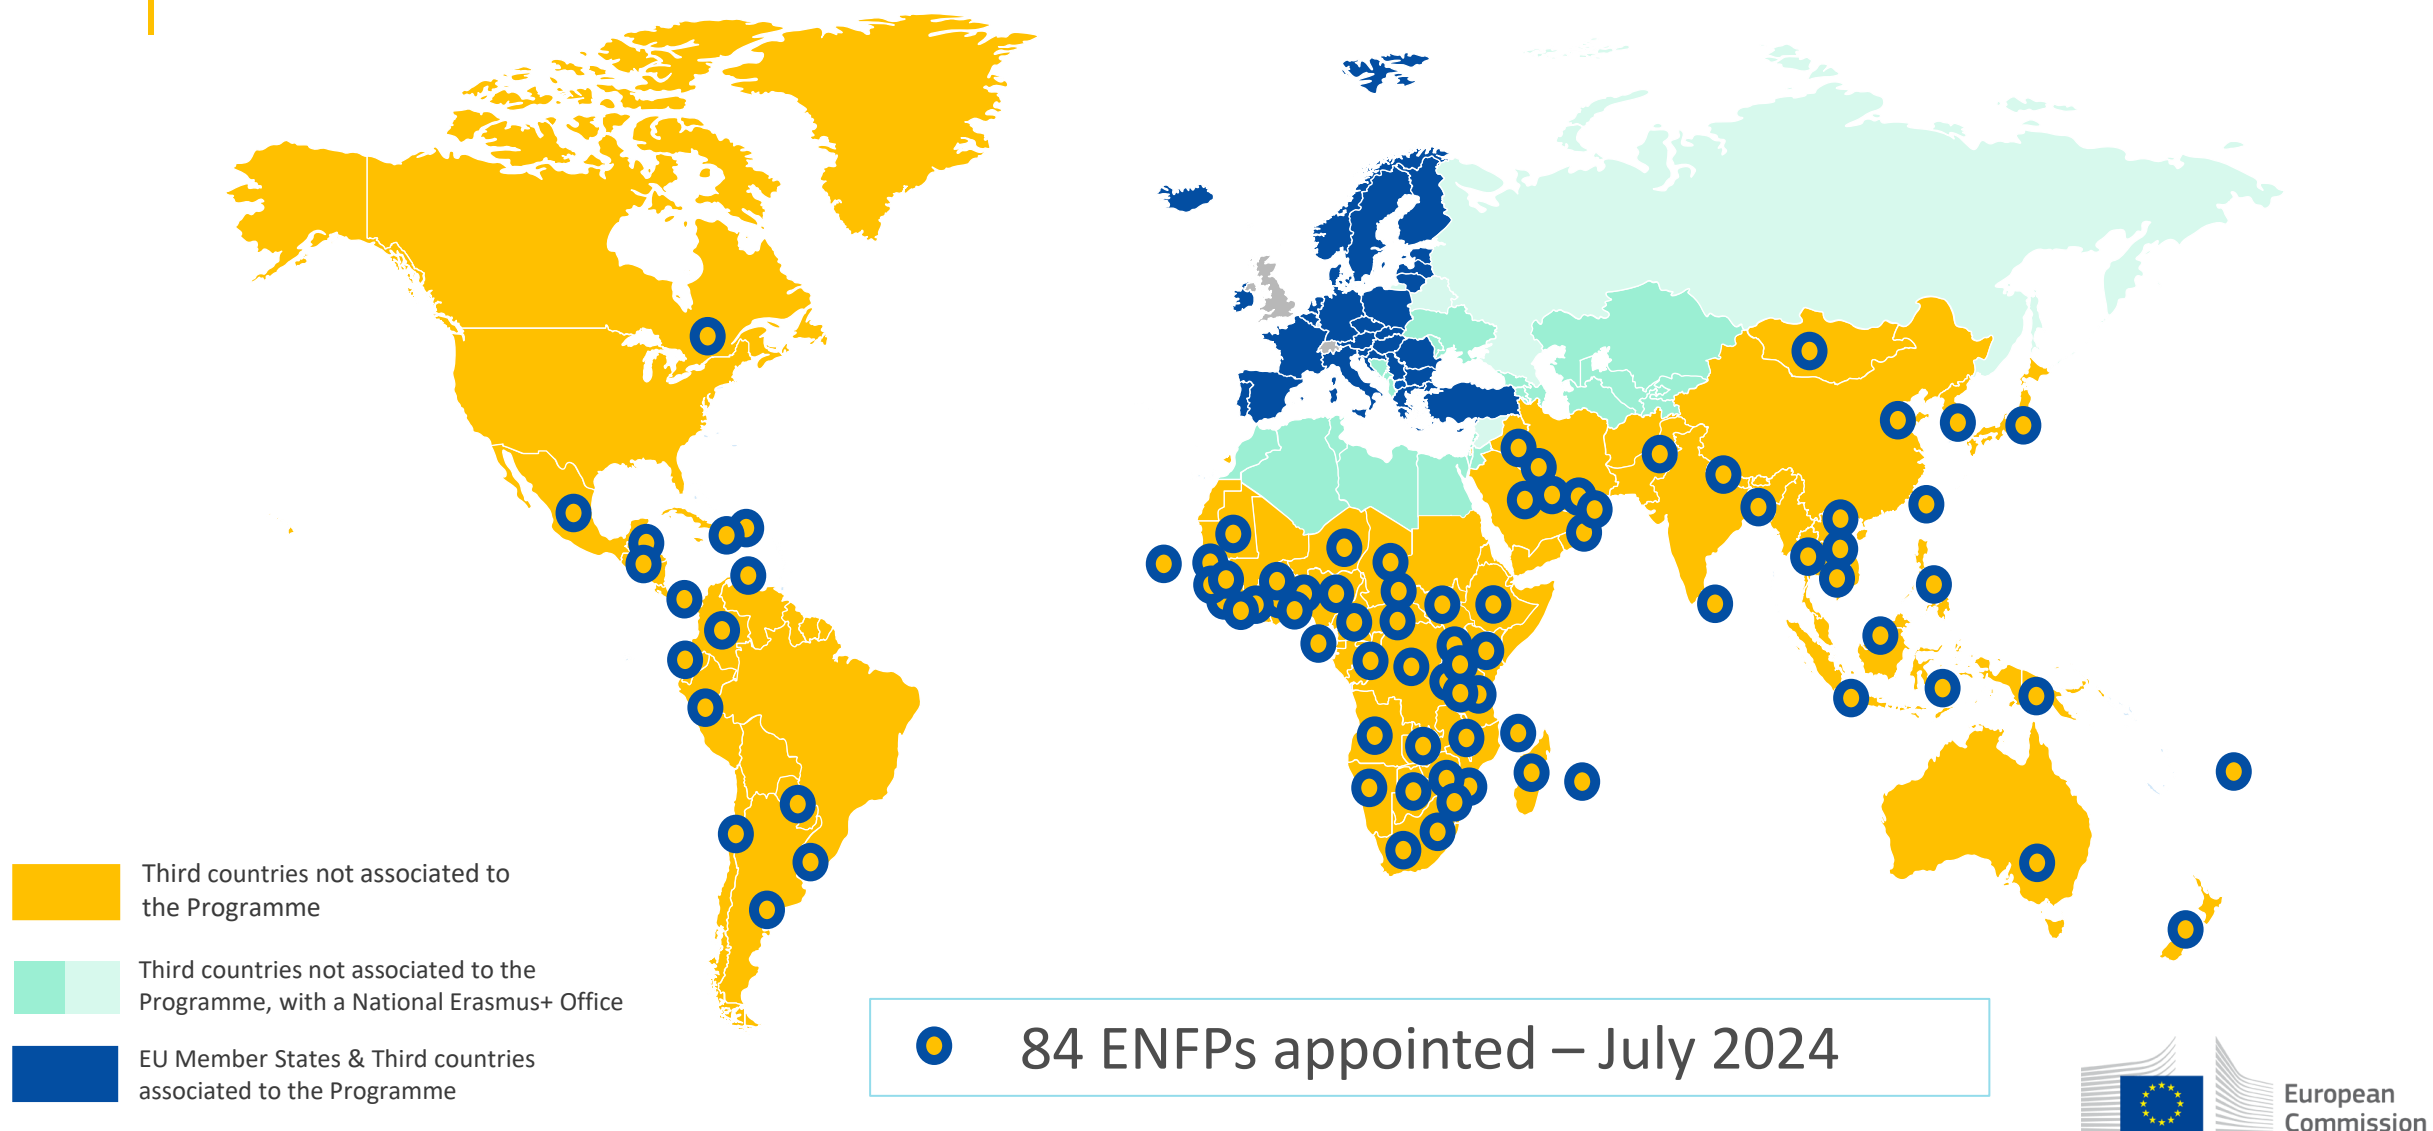 Third countries not associated to
the Programme
Third countries not associated to the
Programme, with a National Erasmus+ Office
EU Member States & Third countries
associated to the Programme
84 ENFPs appointed – July 2024
European
Commission